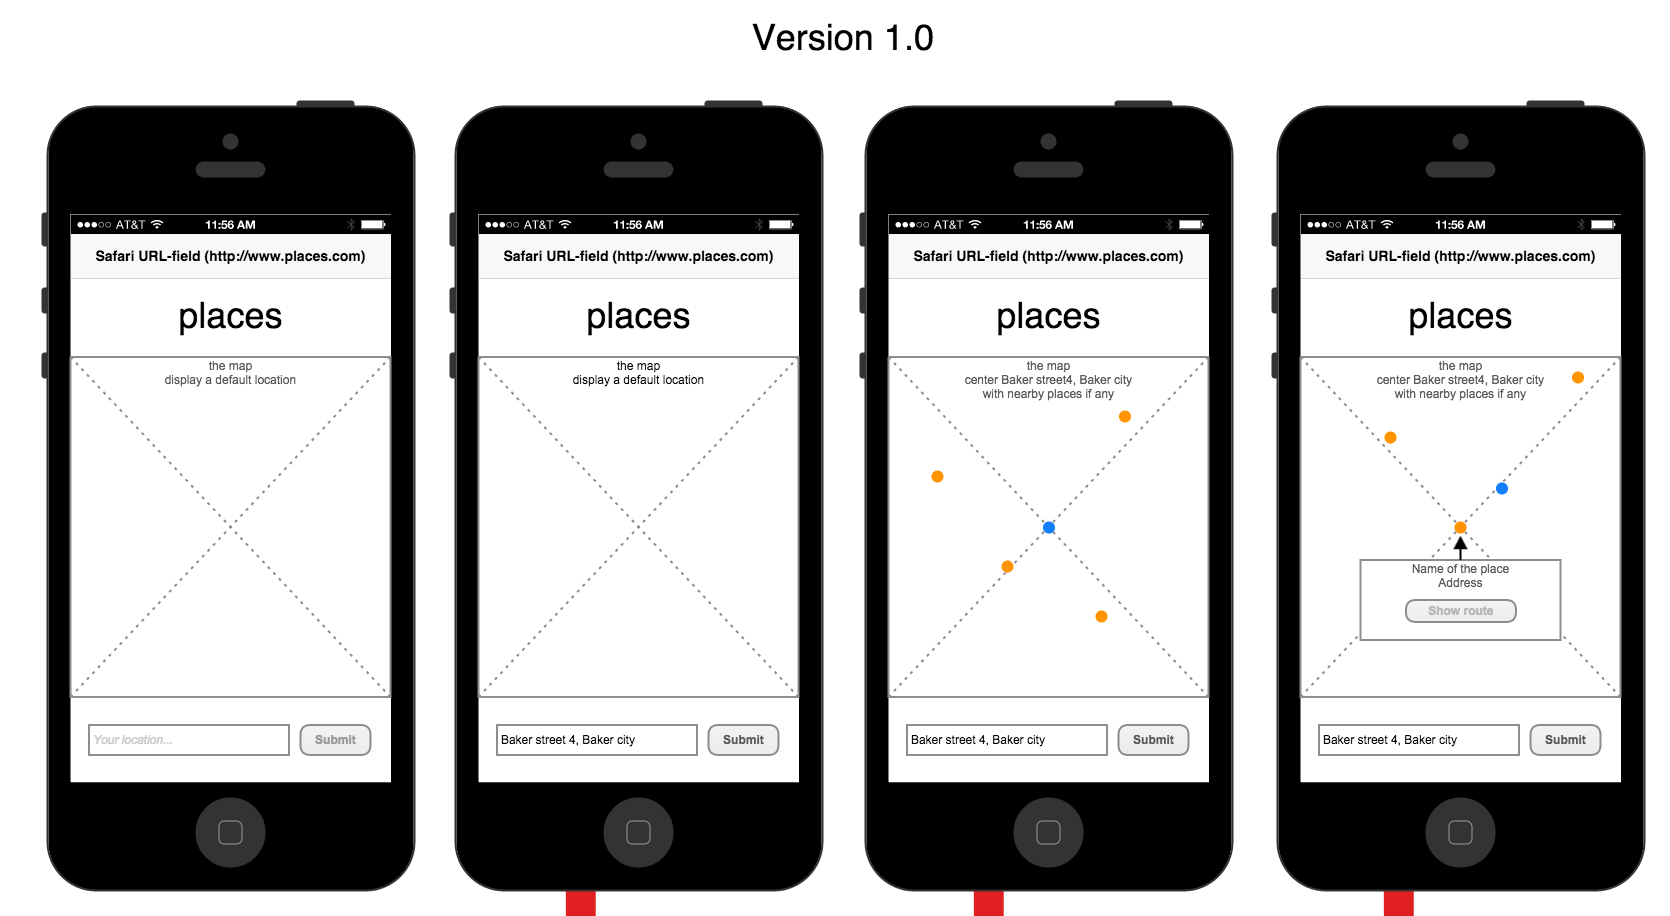 Version 1.0
AT&T 11:56 AM
Safari URL-field (http://www.places.com)
places
the map
display a default location
Your location...
Submit
AT&T 11:56 AM
Safari URL-field (http://www.places.com)
places
the map
display a default location
Baker street 4, Baker city
Submit
AT&T 11:56 AM
Safari URL-field (http://www.places.com)
places
the map
center Baker street4, Baker city
with nearby places if any
Baker street 4, Baker city
Submit
AT&T 11:56 AM
Safari URL-field (http://www.places.com)
places
the map
center Baker street4, Baker city
with nearby places if any
Name of the place
Address
Show route
Baker street 4, Baker city
Submit